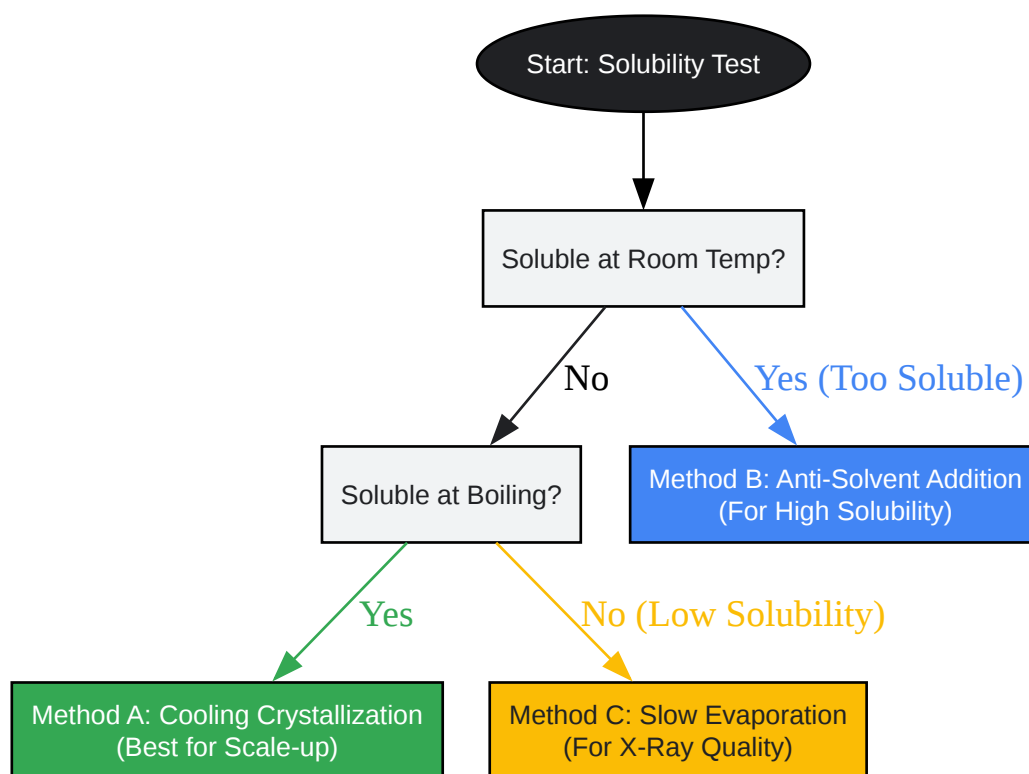 Start: Solubility Test
Soluble at Room Temp?
No
Yes (Too Soluble)
Soluble at Boiling?
Method B: Anti-Solvent Addition
(For High Solubility)
Yes
No (Low Solubility)
Method A: Cooling Crystallization
(Best for Scale-up)
Method C: Slow Evaporation
(For X-Ray Quality)